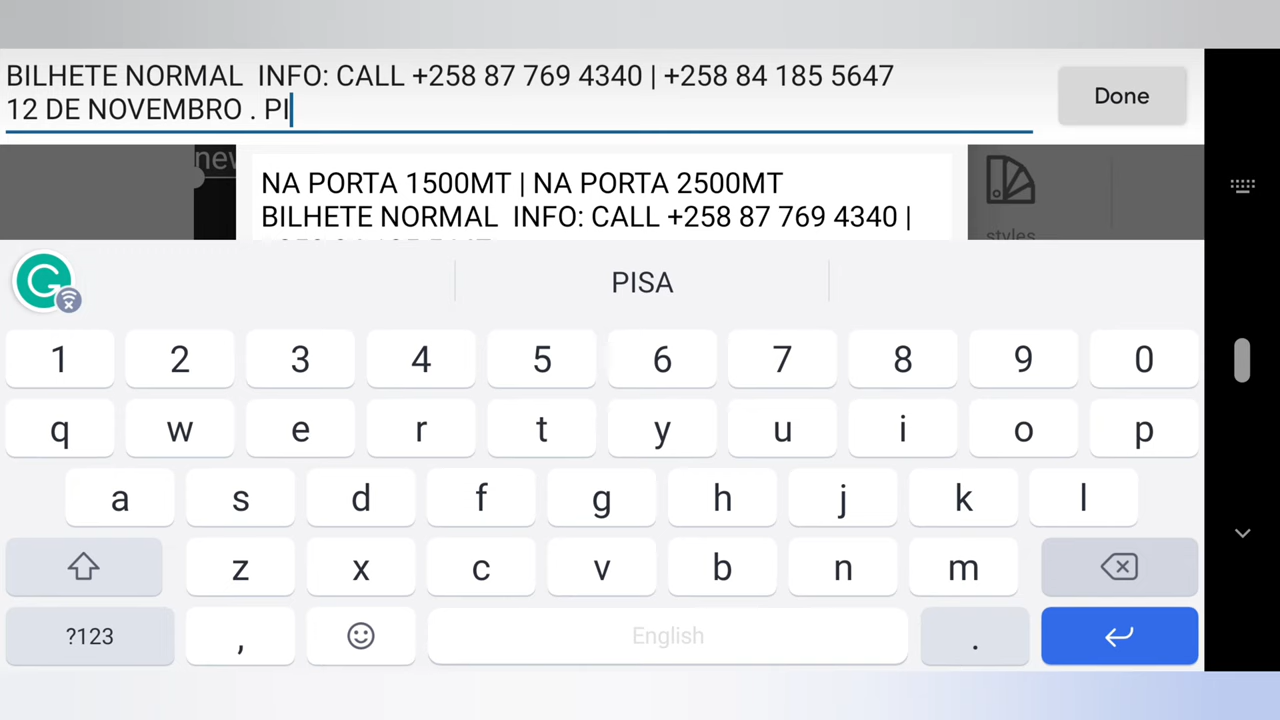 BILHETE NORMAL  INFO: CALL +258 87 769 4340 | +258 84 185 5647
12 DE NOVEMBRO . PI
Done
new
NA PORTA 1500MT | NA PORTA 2500MT
BILHETE NORMAL  INFO: CALL +258 87 769 4340 |
styles
PISA
1 2 3 4 5 6 7 8 9 0
q w e r t y u i o p
a s d f g h j k l
z x c v b n m
?123 , English .